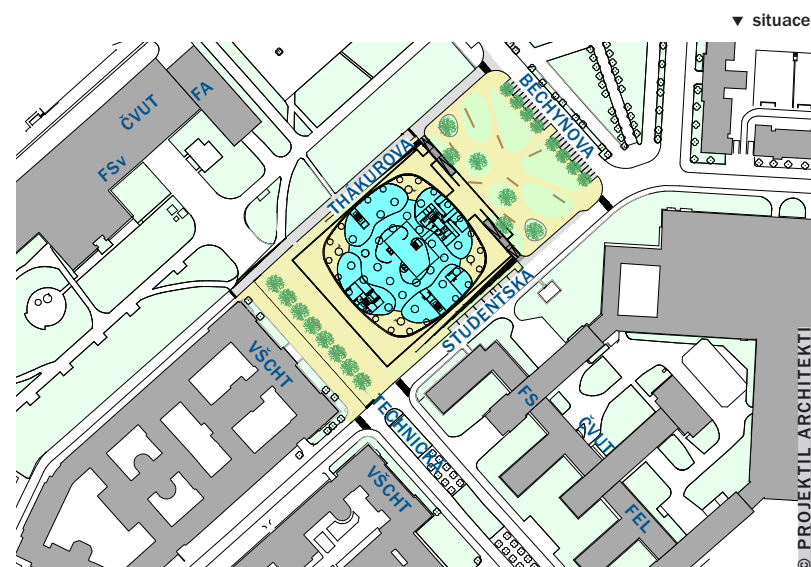 ▼ situace
BECHYŇOVA
ČVUT
FA
FSv
THÁKUROVA
STUDENTSKÁ
VŠCHT
TECHNICKÁ
FS
ČVUT
VŠCHT
FEL
© PROJEKTIL ARCHITEKTI